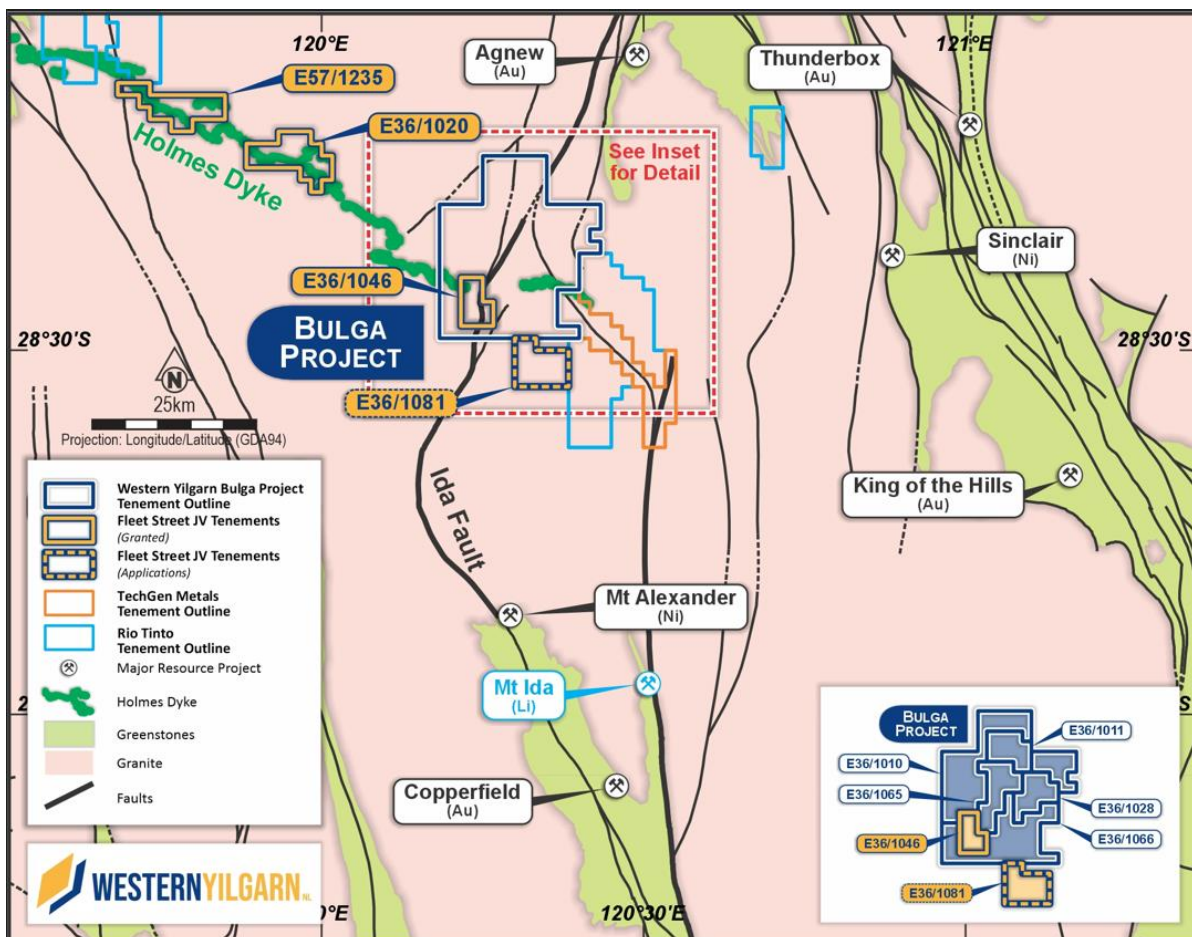 120°E
Agnew
(Au)
Thunderbox
(Au)
121°E
E57/1235
E36/1020
Holmes Dyke
See Inset
for Detail
Sinclair
(Ni)
E36/1046
BULGA
PROJECT
28°30'S
28°30'S
N
25km
Projection: Longitude/Latitude (GDA94)
E36/1081
Ida Fault
King of the Hills
(Au)
Western Yilgarn Bulga Project
Tenement Outline
Fleet Street JV Tenements
(Granted)
Fleet Street JV Tenements
(Applications)
TechGen Metals
Tenement Outline
Rio Tinto
Tenement Outline
Major Resource Project
Holmes Dyke
Greenstones
Granite
Faults
Mt Alexander
(Ni)
Mt Ida
(Li)
Copperfield
(Au)
BULGA
PROJECT
E36/1011
E36/1010
E36/1065
E36/1028
E36/1046
E36/1066
E36/1081
WESTERNYILGARN NL
°E
120°30'E